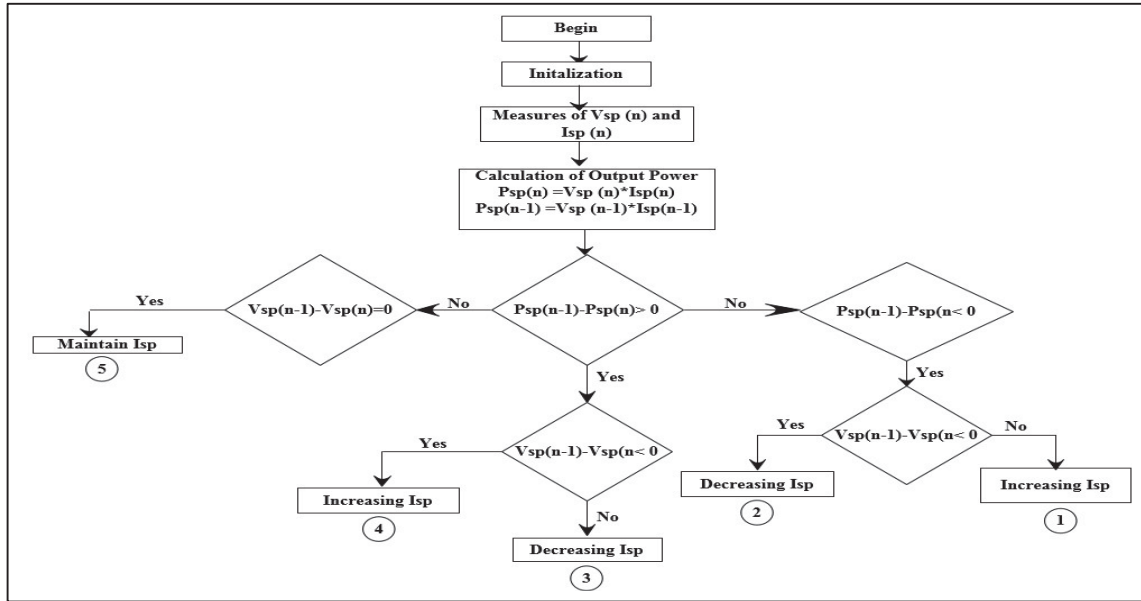 Begin
Initalization
Measures of Vsp (n) and
Isp (n)
Calculation of Output Power
Psp(n) =Vsp (n)*Isp(n)
Psp(n-1) =Vsp (n-1)*Isp(n-1)
Yes
Vsp(n-1)-Vsp(n)=0
No
Psp(n-1)-Psp(n)> 0
No
Psp(n-1)-Psp(n< 0
Maintain Isp
5
Yes
Yes
Yes
Vsp(n-1)-Vsp(n< 0
Yes
Vsp(n-1)-Vsp(n< 0
No
Increasing Isp
4
No
Decreasing Isp
3
Decreasing Isp
2
Increasing Isp
1